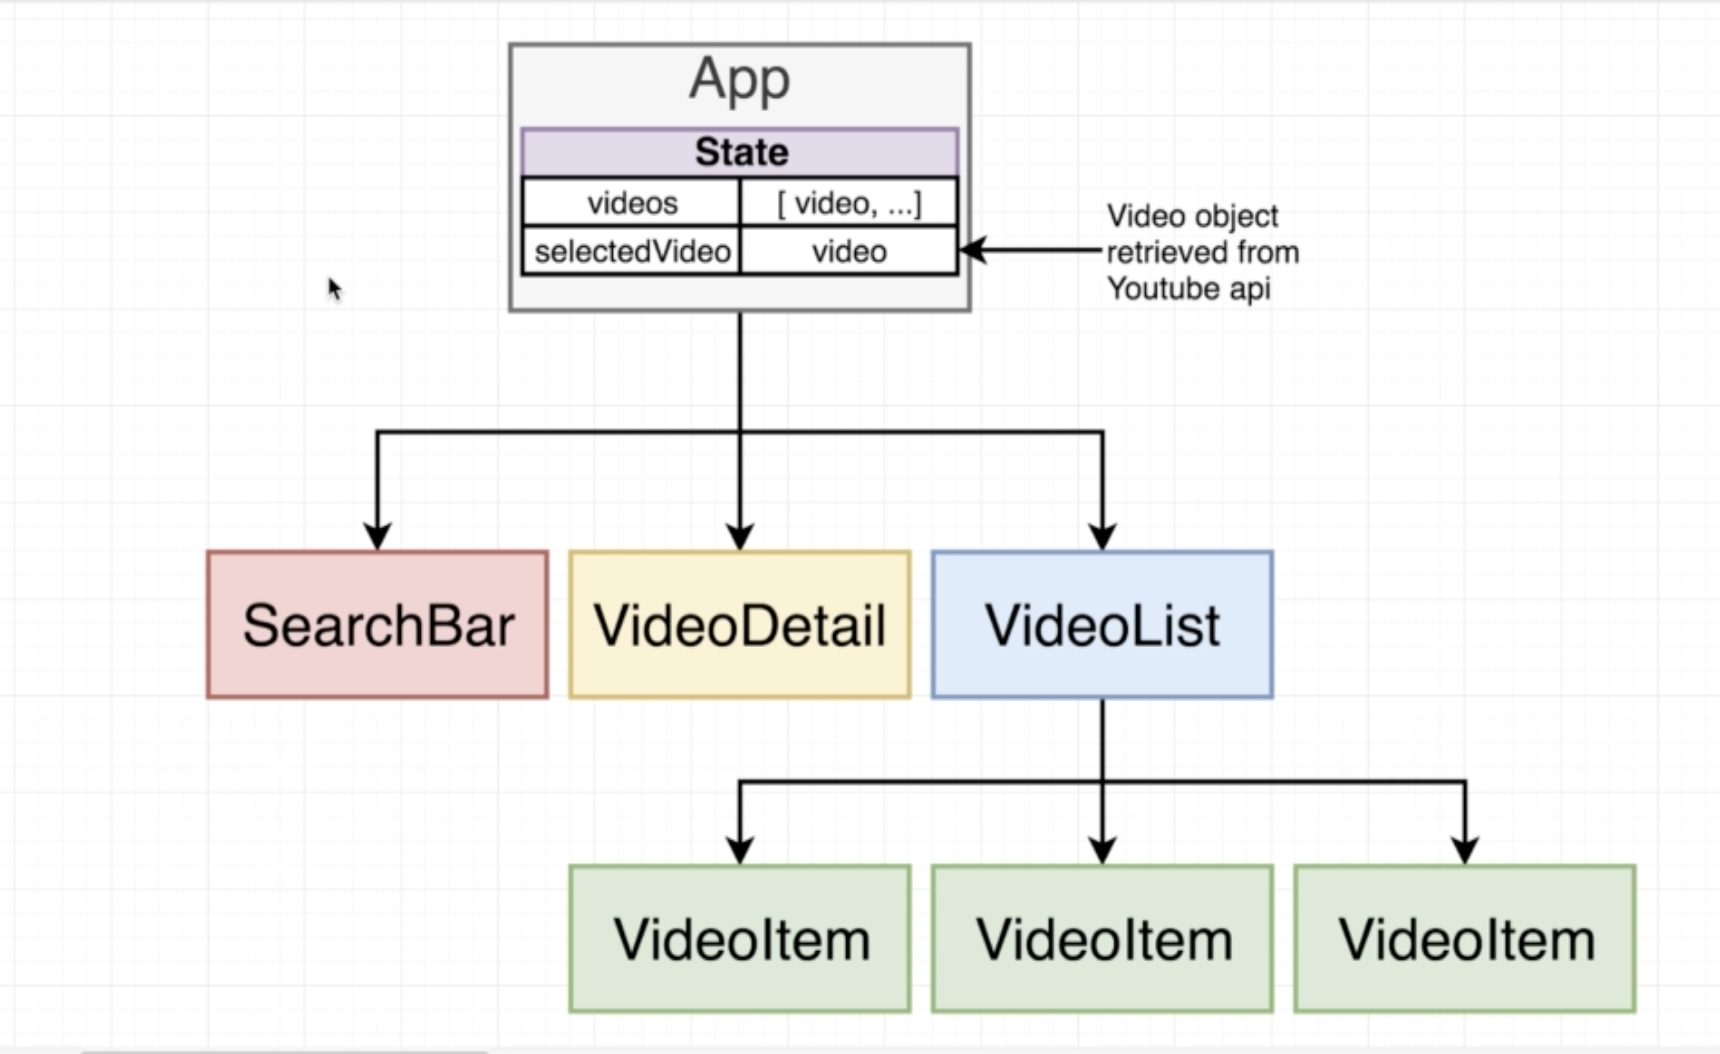 App
State
videos [ video, ...]
selectedVideo video
Video object
retrieved from
Youtube api
SearchBar VideoDetail VideoList
VideoItem VideoItem VideoItem